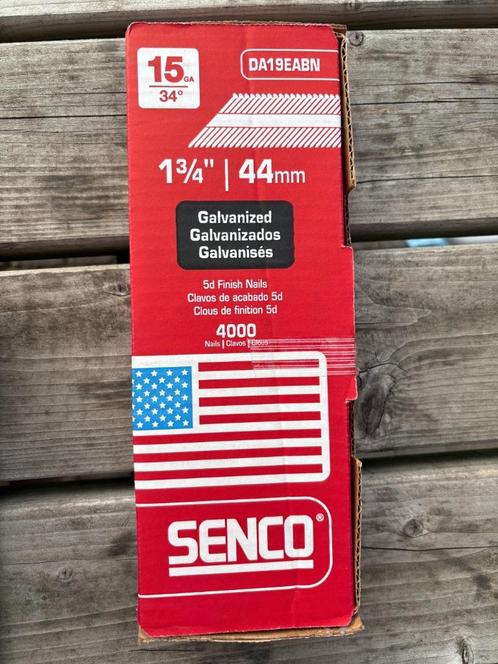 15 GA
34°
DA19EABN
1¾" | 44mm
Galvanized
Galvanizados
Galvanisés
5d Finish Nails
Clavos de acabado 5d
Clous de finition 5d
4000
Nails | Clavos | Clous
SENCO®